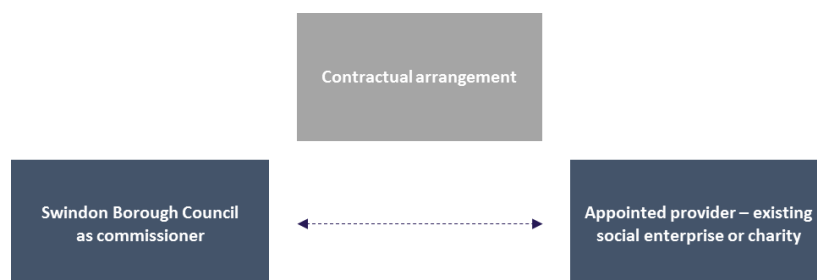 Contractual arrangement
Swindon Borough Council
as commissioner
Appointed provider – existing
social enterprise or charity